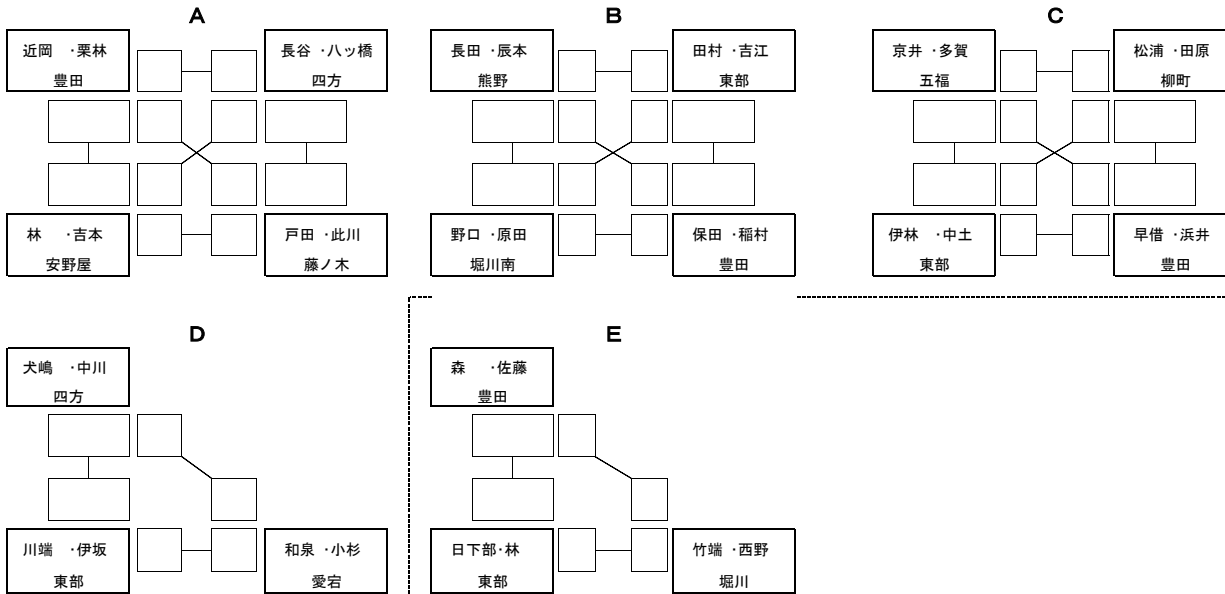 A
近岡 ・栗林
豊田
長谷 ・八ッ橋
四方
林 ・吉本
安野屋
戸田 ・此川
藤ノ木
B
長田 ・辰本
熊野
田村 ・吉江
東部
野口 ・原田
堀川南
保田 ・稲村
豊田
C
京井 ・多賀
五福
松浦 ・田原
柳町
伊林 ・中土
東部
早借 ・浜井
豊田
D
犬嶋 ・中川
四方
川端 ・伊坂
東部
和泉 ・小杉
愛宕
E
森 ・佐藤
豊田
日下部・林
東部
竹端 ・西野
堀川